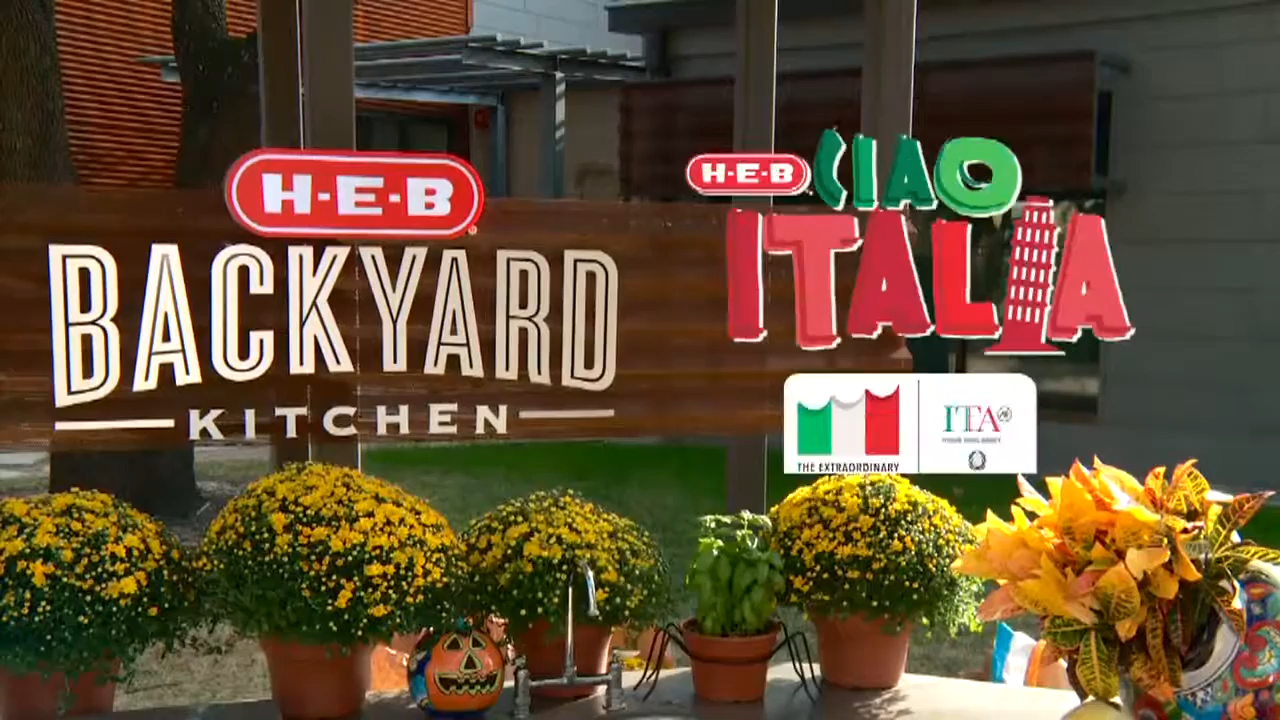 H-E-B
BACKYARD
KITCHEN
H-E-B CIAO
ITALIA
THE EXTRAORDINARY
ITA